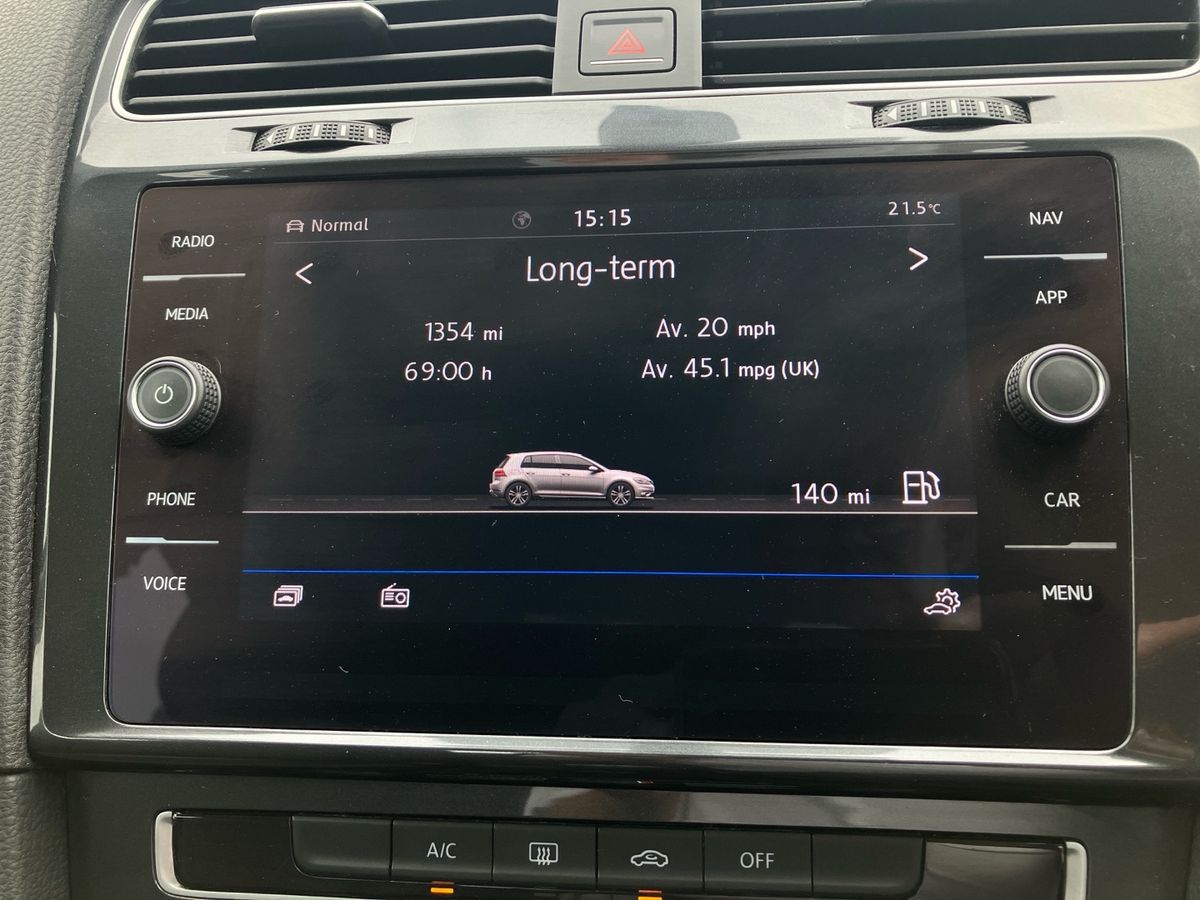 Normal
15:15
21.5°C
RADIO
MEDIA
PHONE
VOICE
<
Long-term
>
1354 mi
Av. 20 mph
69:00 h
Av. 45.1 mpg (UK)
140 mi
NAV
APP
CAR
MENU
A/C
OFF